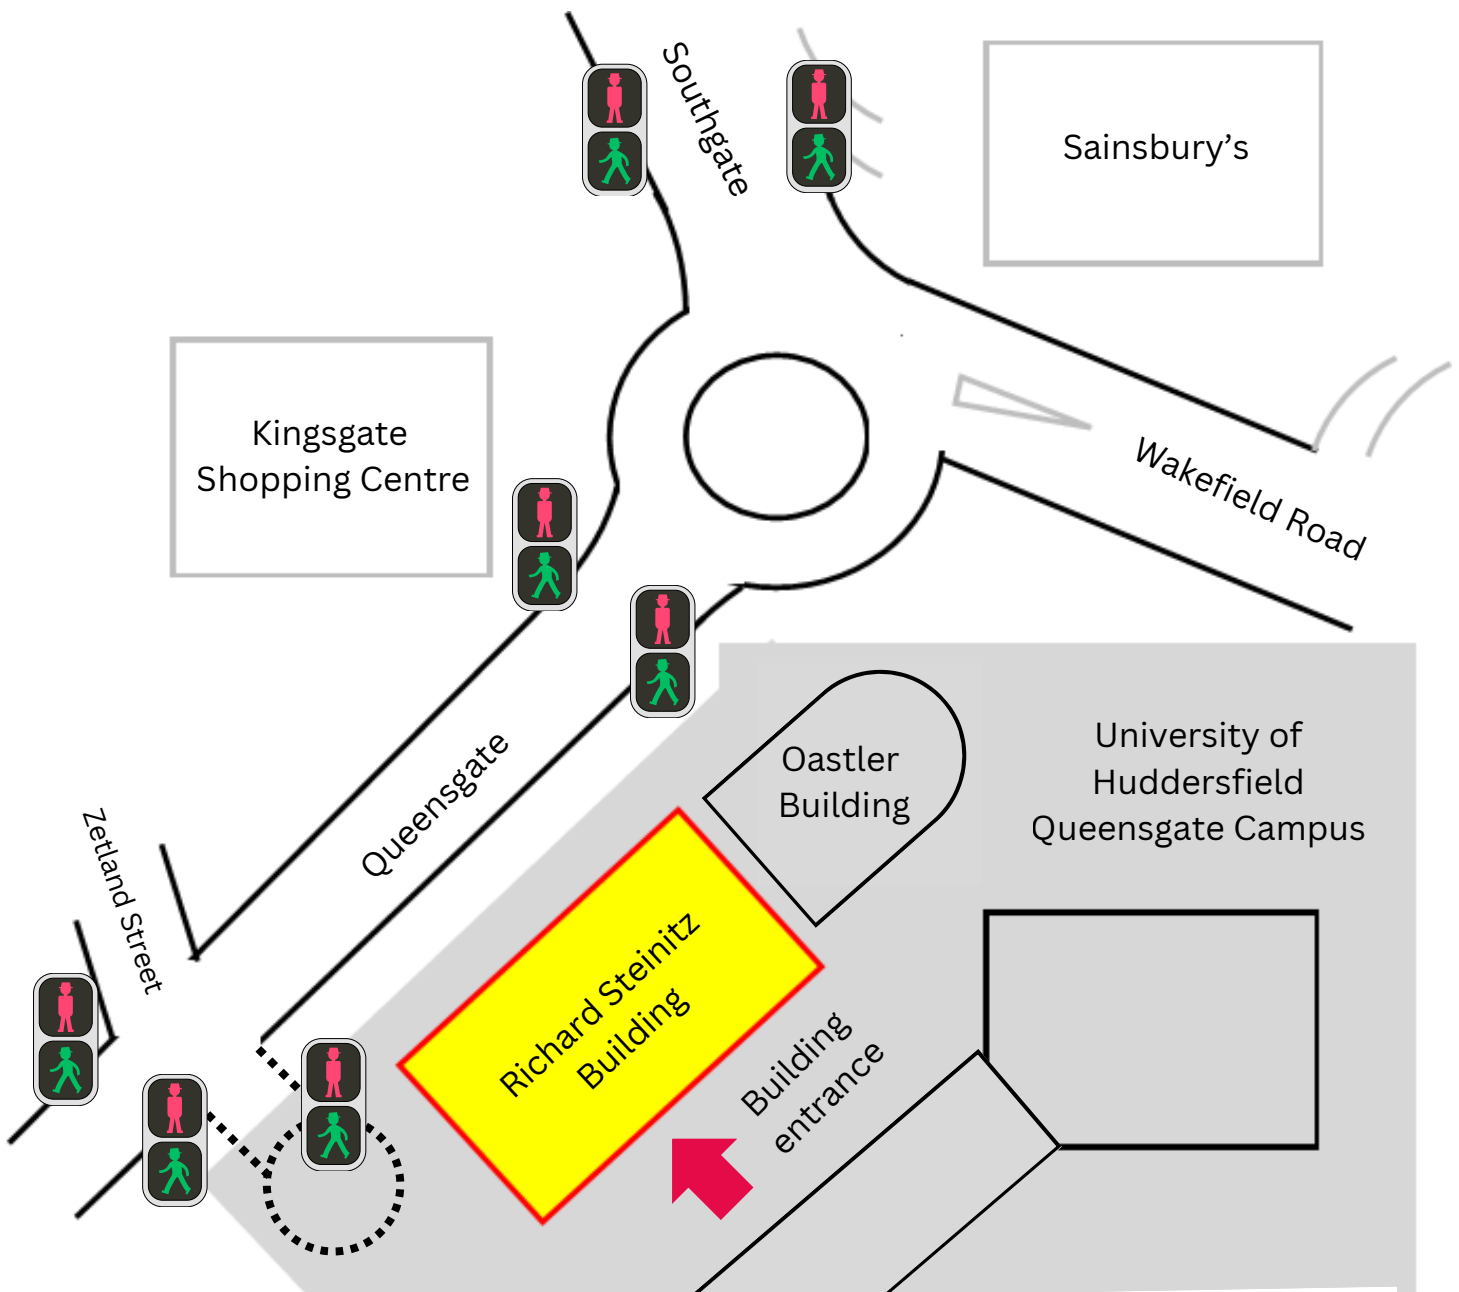 Southgate
Sainsbury’s
Kingsgate
Shopping Centre
Wakefield Road
Queensgate
Zetland Street
Oastler
Building
University of
Huddersfield
Queensgate Campus
Richard Steinitz
Building
Building
entrance